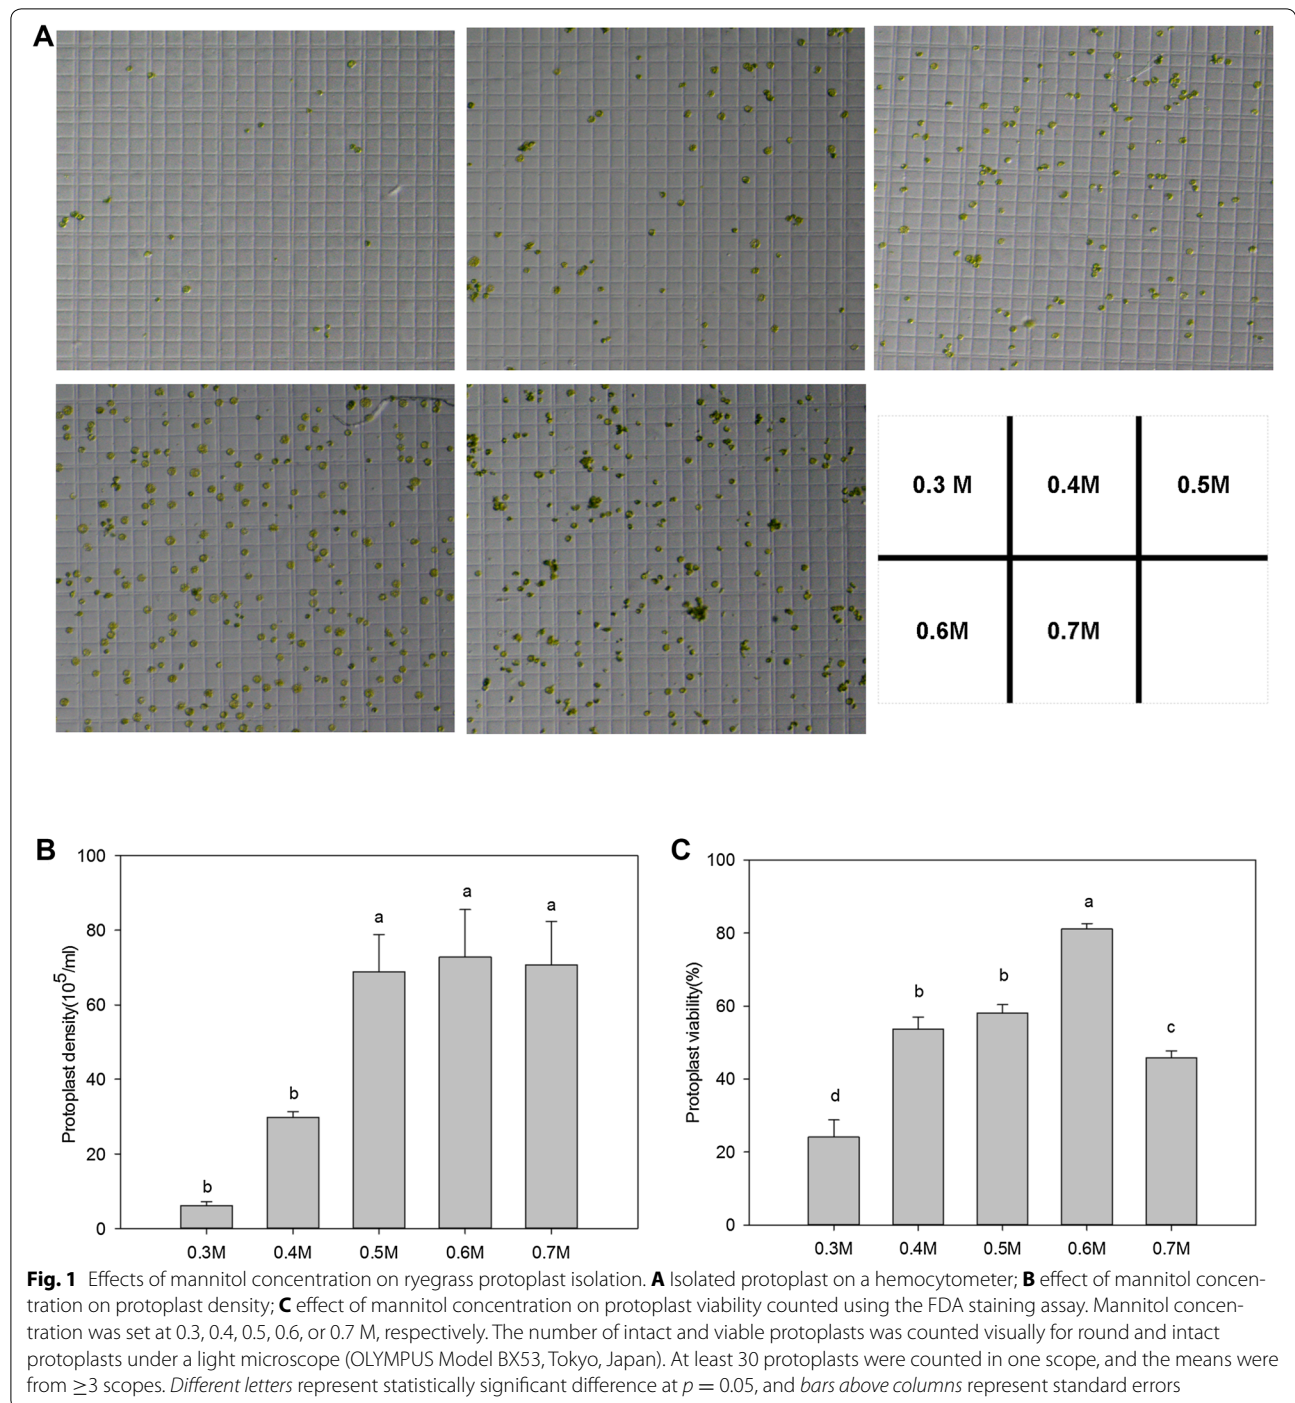 A
0.3 M
0.4M
0.5M
0.6M
0.7M
B
C
100
80
60
40
20
0
Protoplast density(10^5/ml)
b
b
a
a
a
0.3M
0.4M
0.5M
0.6M
0.7M
100
80
60
40
20
0
Protoplast viability(%)
d
b
b
a
c
0.3M
0.4M
0.5M
0.6M
0.7M
Fig. 1 Effects of mannitol concentration on ryegrass protoplast isolation. A Isolated protoplast on a hemocytometer; B effect of mannitol concen-
tration on protoplast density; C effect of mannitol concentration on protoplast viability counted using the FDA staining assay. Mannitol concen-
tration was set at 0.3, 0.4, 0.5, 0.6, or 0.7 M, respectively. The number of intact and viable protoplasts was counted visually for round and intact
protoplasts under a light microscope (OLYMPUS Model BX53, Tokyo, Japan). At least 30 protoplasts were counted in one scope, and the means were
from ≥3 scopes. Different letters represent statistically significant difference at p = 0.05, and bars above columns represent standard errors